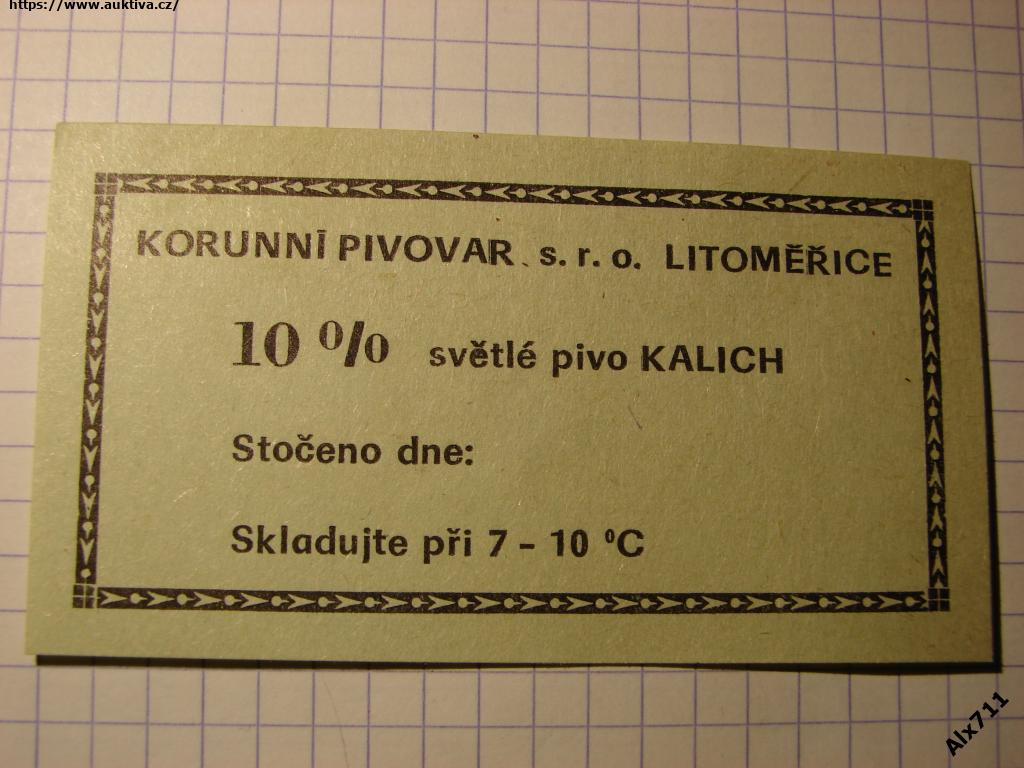 https://www.auktiva.cz/
KORUNNÍ PIVOVAR s. r. o. LITOMĚŘICE
10 % světlé pivo KALICH
Stočeno dne:
Skladujte při 7 - 10 °C
Alx711